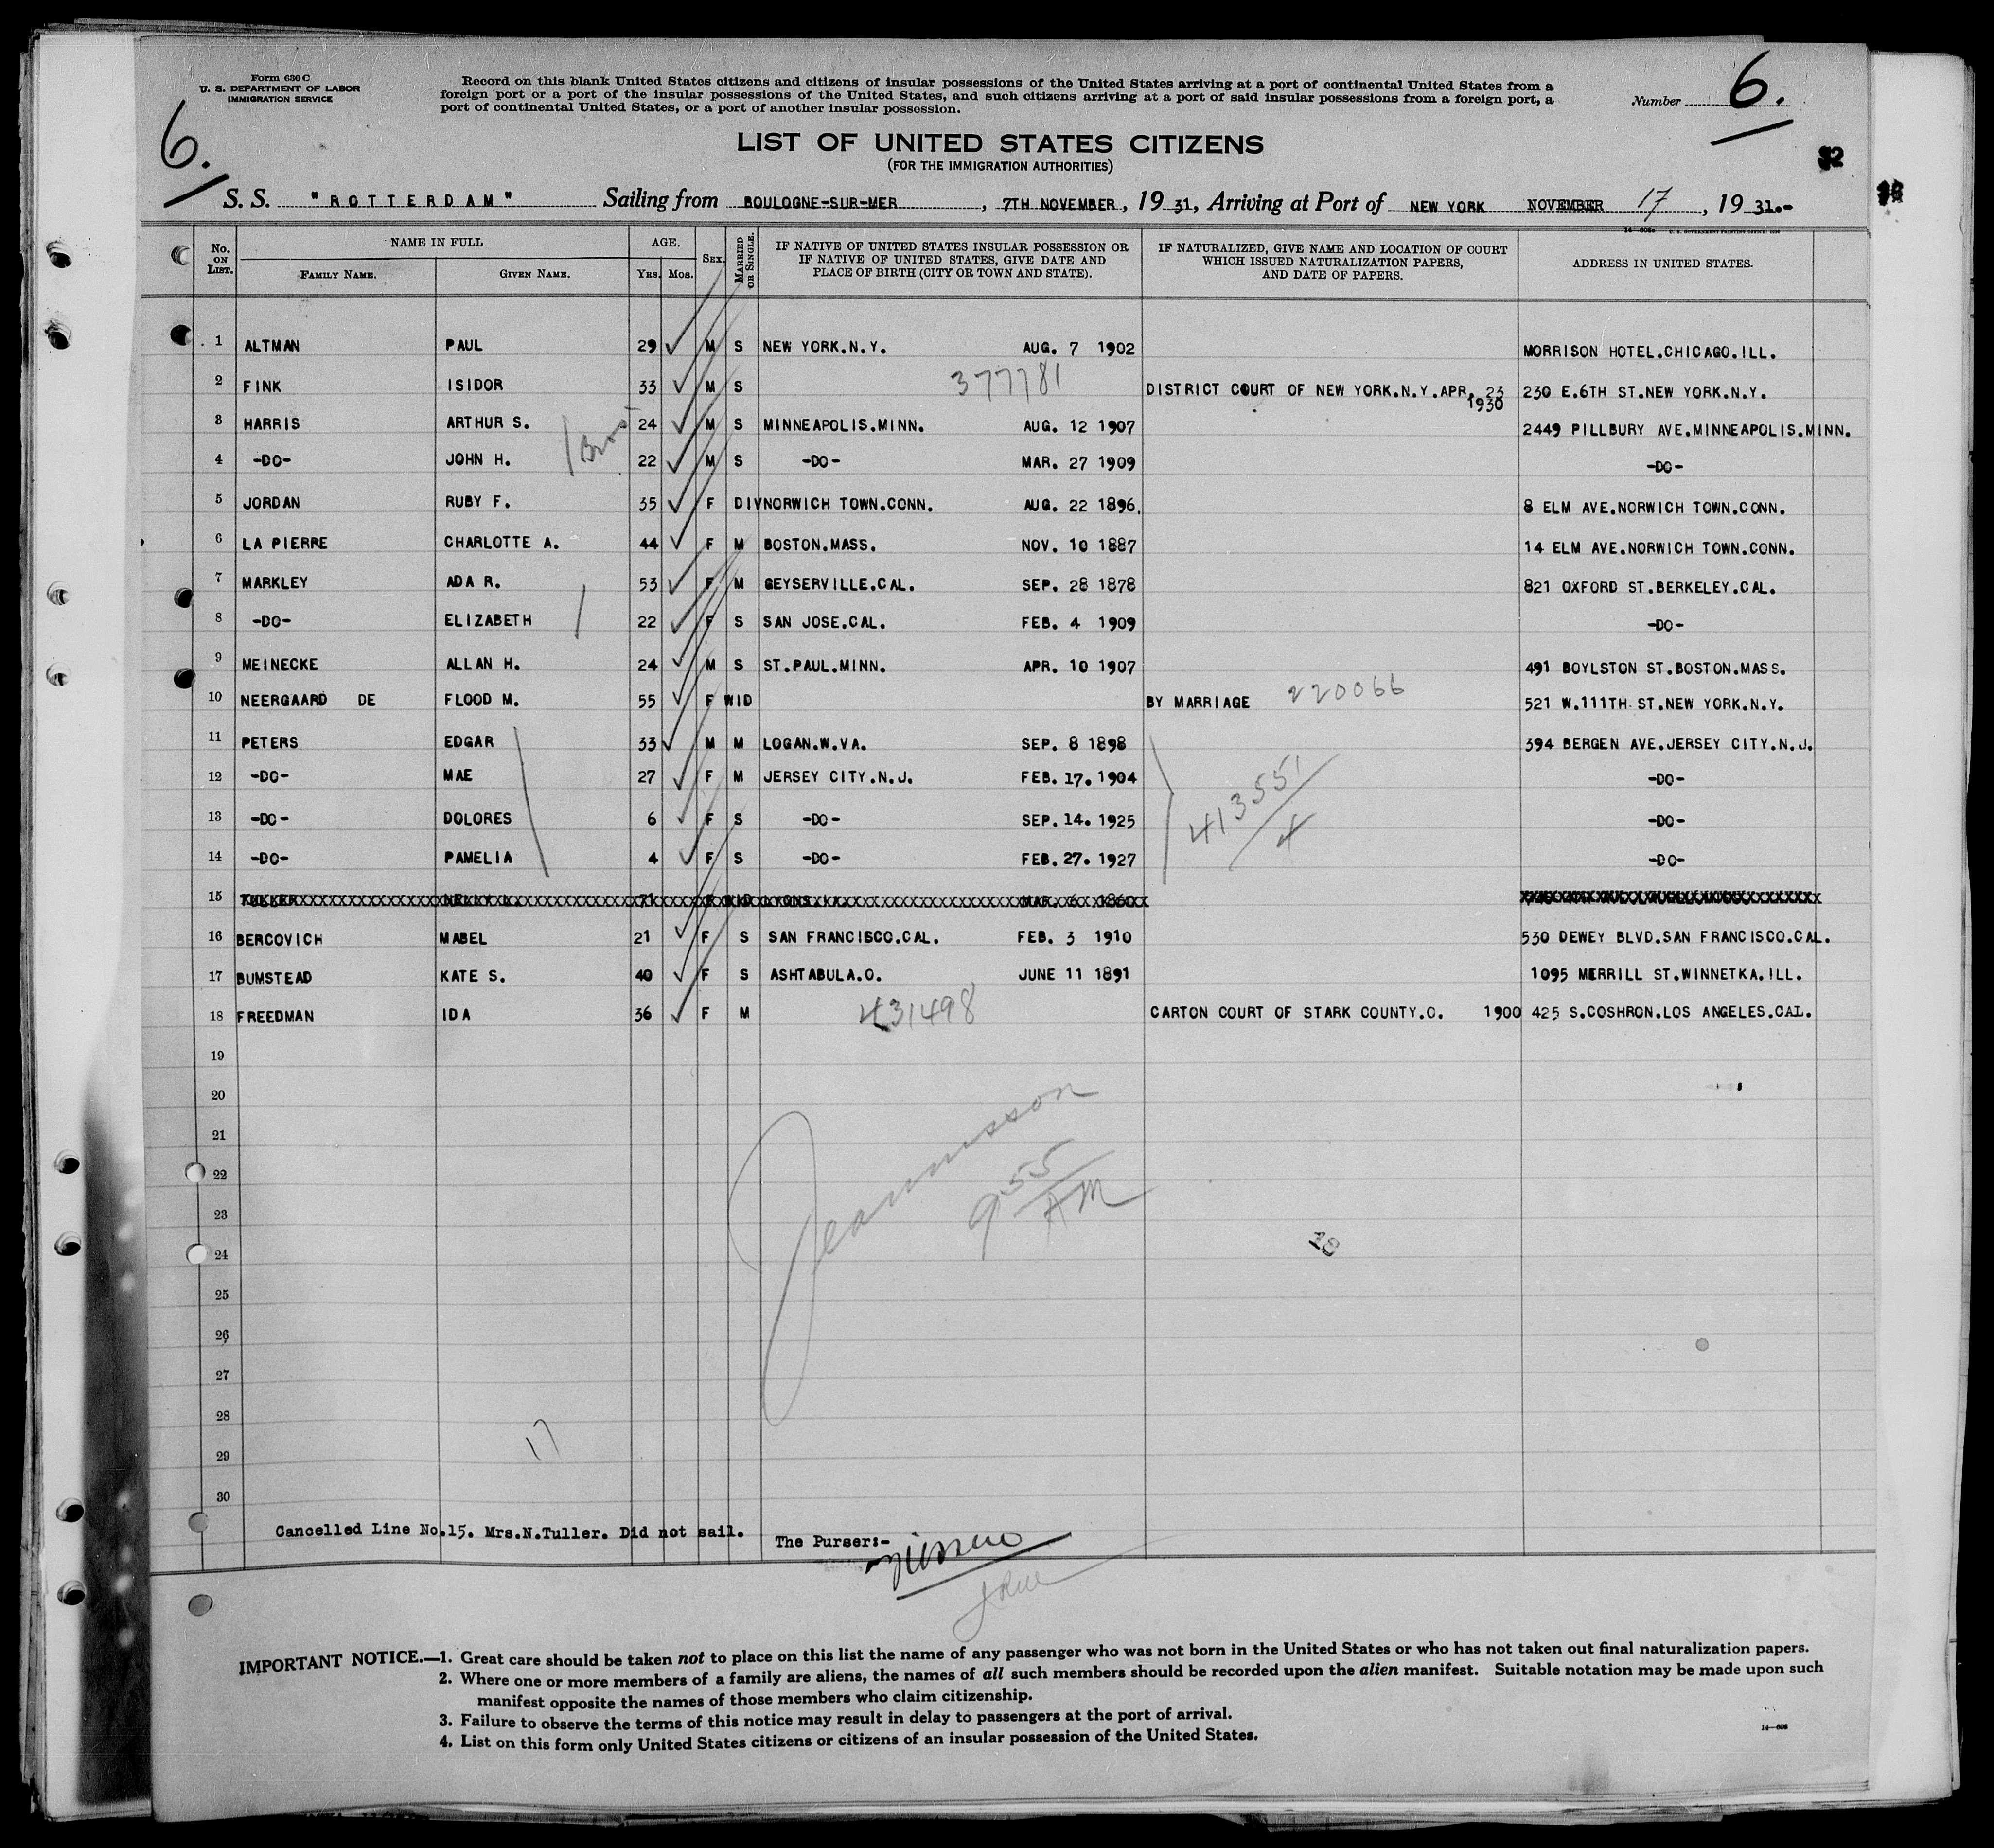 Form 630 C
U. S. DEPARTMENT OF LABOR
IMMIGRATION SERVICE
Record on this blank United States citizens and citizens of insular possessions of the United States arriving at a port of continental United States from a
foreign port or a port of the insular possessions of the United States, and such citizens arriving at a port of said insular possessions from a foreign port, a
port of continental United States, or a port of another insular possession.
Number 6.
6.
LIST OF UNITED STATES CITIZENS
(FOR THE IMMIGRATION AUTHORITIES)
32
S. S. "ROTTERDAM" Sailing from BOULOGNE-SUR-MER, 7TH NOVEMBER, 19 31, Arriving at Port of NEW YORK NOVEMBER 17, 19 31.-
No. ON LIST. NAME IN FULL FAMILY NAME. GIVEN NAME. AGE. YRS. MOS. SEX. MARRIED OR SINGLE. IF NATIVE OF UNITED STATES INSULAR POSSESSION OR IF NATIVE OF UNITED STATES, GIVE DATE AND PLACE OF BIRTH (CITY OR TOWN AND STATE). IF NATURALIZED, GIVE NAME AND LOCATION OF COURT WHICH ISSUED NATURALIZATION PAPERS, AND DATE OF PAPERS. ADDRESS IN UNITED STATES.
1 ALTMAN PAUL 29 M S NEW YORK.N.Y. AUG. 7 1902 MORRISON HOTEL.CHICAGO.ILL.
2 FINK ISIDOR 33 M S 377781 DISTRICT COURT OF NEW YORK.N.Y.APR. 23 1930 230 E.6TH ST.NEW YORK.N.Y.
3 HARRIS ARTHUR S. Bros 24 M S MINNEAPOLIS.MINN. AUG. 12 1907 2449 PILLBURY AVE.MINNEAPOLIS.MINN.
4 -DO- JOHN H. 22 M S -DO- MAR. 27 1909 -DO-
5 JORDAN RUBY F. 35 F DIV NORWICH TOWN.CONN. AUG. 22 1896. 8 ELM AVE.NORWICH TOWN.CONN.
6 LA PIERRE CHARLOTTE A. 44 F M BOSTON.MASS. NOV. 10 1887 14 ELM AVE.NORWICH TOWN.CONN.
7 MARKLEY ADA R. 53 F M GEYSERVILLE.CAL. SEP. 28 1878 821 OXFORD ST.BERKELEY.CAL.
8 -DO- ELIZABETH 22 F S SAN JOSE.CAL. FEB. 4 1909 -DO-
9 MEINECKE ALLAN H. 24 M S ST.PAUL.MINN. APR. 10 1907 491 BOYLSTON ST.BOSTON.MASS.
10 NEERGAARD DE FLOOD M. 55 F WID BY MARRIAGE 220066 521 W.111TH ST.NEW YORK.N.Y.
11 PETERS EDGAR 33 M M LOGAN.W.VA. SEP. 8 1898 394 BERGEN AVE.JERSEY CITY.N.J.
12 -DO- MAE 27 F M JERSEY CITY.N.J. FEB. 17. 1904 413551 -DO-
13 -DO- DOLORES 6 F S -DO- SEP. 14. 1925 4 -DO-
14 -DO- PAMELIA 4 F S -DO- FEB. 27. 1927 -DO-
15 NELLY L. 71 F WID LYONS.IA. MAR. 6 1860
16 BERCOVICH MABEL 21 F S SAN FRANCISCO.CAL. FEB. 3 1910 530 DEWEY BLVD.SAN FRANCISCO.CAL.
17 BUMSTEAD KATE S. 40 F S ASHTABULA.O. JUNE 11 1891 1095 MERRILL ST.WINNETKA.ILL.
18 FREEDMAN IDA 36 F M 431498 CARTON COURT OF STARK COUNTY.O. 1900 425 S.COSHRON.LOS ANGELES.CAL.
19
20
21
22
23
24
25
26
27
28
29
30
9 55 AM
18
17
Cancelled Line No.15. Mrs.N.Tuller. Did not sail. The Purser:-
IMPORTANT NOTICE.—1. Great care should be taken not to place on this list the name of any passenger who was not born in the United States or who has not taken out final naturalization papers.
2. Where one or more members of a family are aliens, the names of all such members should be recorded upon the alien manifest. Suitable notation may be made upon such
manifest opposite the names of those members who claim citizenship.
3. Failure to observe the terms of this notice may result in delay to passengers at the port of arrival.
4. List on this form only United States citizens or citizens of an insular possession of the United States.
14—608